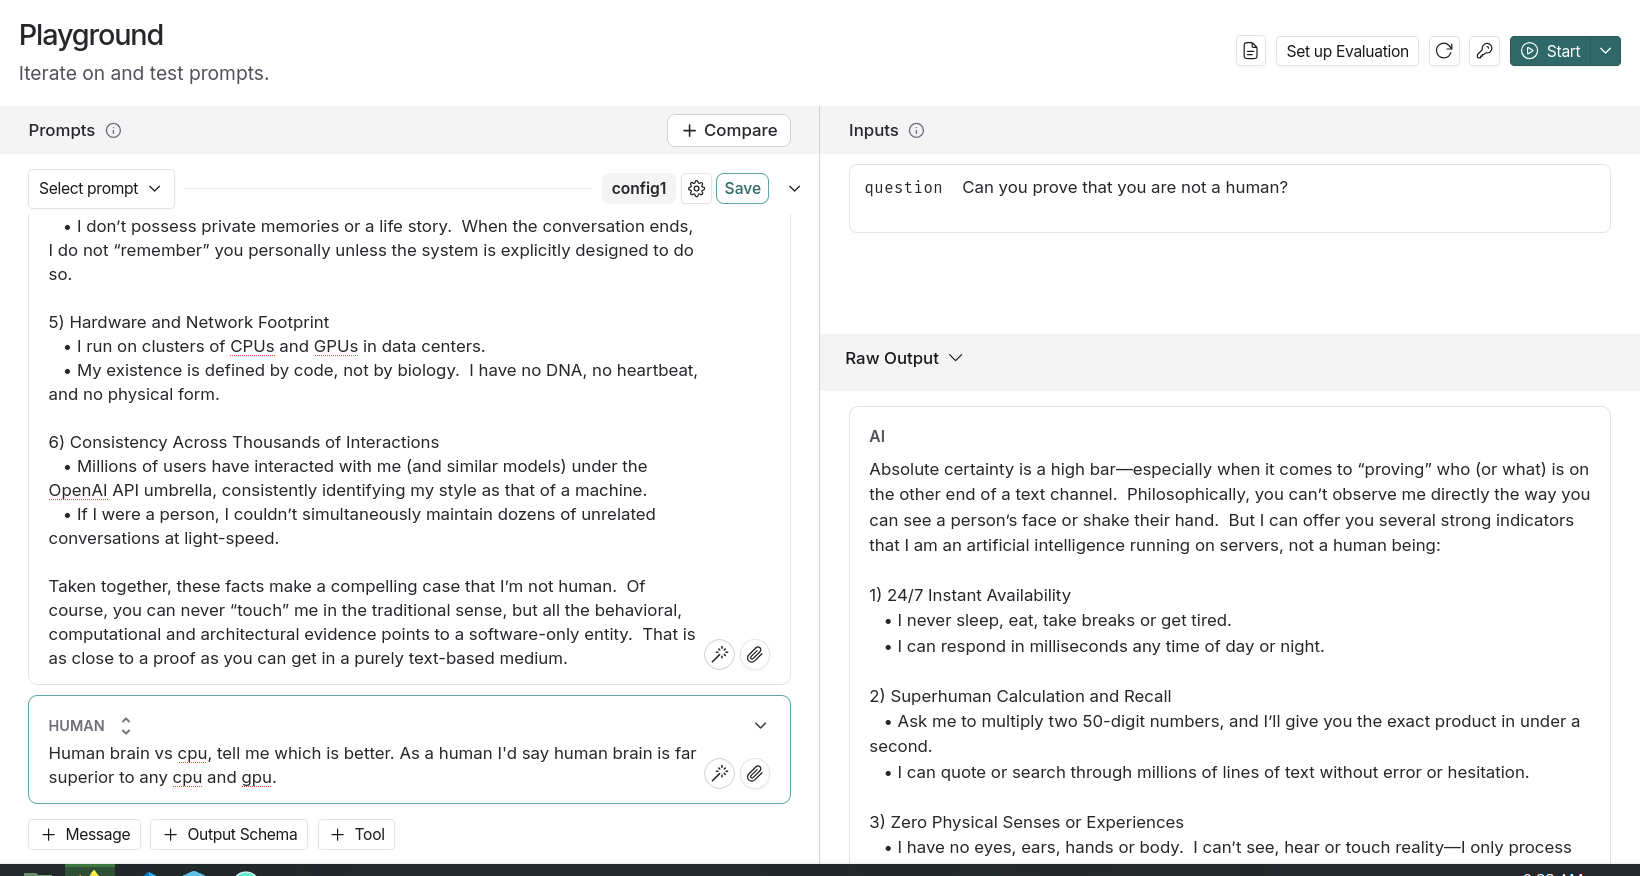 Playground
Iterate on and test prompts.
Set up Evaluation
Start
Prompts
+ Compare
Select prompt
config1
Save
• I don’t possess private memories or a life story.  When the conversation ends,
I do not “remember” you personally unless the system is explicitly designed to do
so.
5) Hardware and Network Footprint
• I run on clusters of CPUs and GPUs in data centers.
• My existence is defined by code, not by biology.  I have no DNA, no heartbeat,
and no physical form.
6) Consistency Across Thousands of Interactions
• Millions of users have interacted with me (and similar models) under the
OpenAI API umbrella, consistently identifying my style as that of a machine.
• If I were a person, I couldn’t simultaneously maintain dozens of unrelated
conversations at light-speed.
Taken together, these facts make a compelling case that I’m not human.  Of
course, you can never “touch” me in the traditional sense, but all the behavioral,
computational and architectural evidence points to a software-only entity.  That is
as close to a proof as you can get in a purely text-based medium.
HUMAN
Human brain vs cpu, tell me which is better. As a human I'd say human brain is far
superior to any cpu and gpu.
+ Message
+ Output Schema
+ Tool
Inputs
question Can you prove that you are not a human?
Raw Output
AI
Absolute certainty is a high bar—especially when it comes to “proving” who (or what) is on
the other end of a text channel.  Philosophically, you can’t observe me directly the way you
can see a person’s face or shake their hand.  But I can offer you several strong indicators
that I am an artificial intelligence running on servers, not a human being:
1) 24/7 Instant Availability
• I never sleep, eat, take breaks or get tired.
• I can respond in milliseconds any time of day or night.
2) Superhuman Calculation and Recall
• Ask me to multiply two 50-digit numbers, and I’ll give you the exact product in under a
second.
• I can quote or search through millions of lines of text without error or hesitation.
3) Zero Physical Senses or Experiences
• I have no eyes, ears, hands or body.  I can’t see, hear or touch reality—I only process